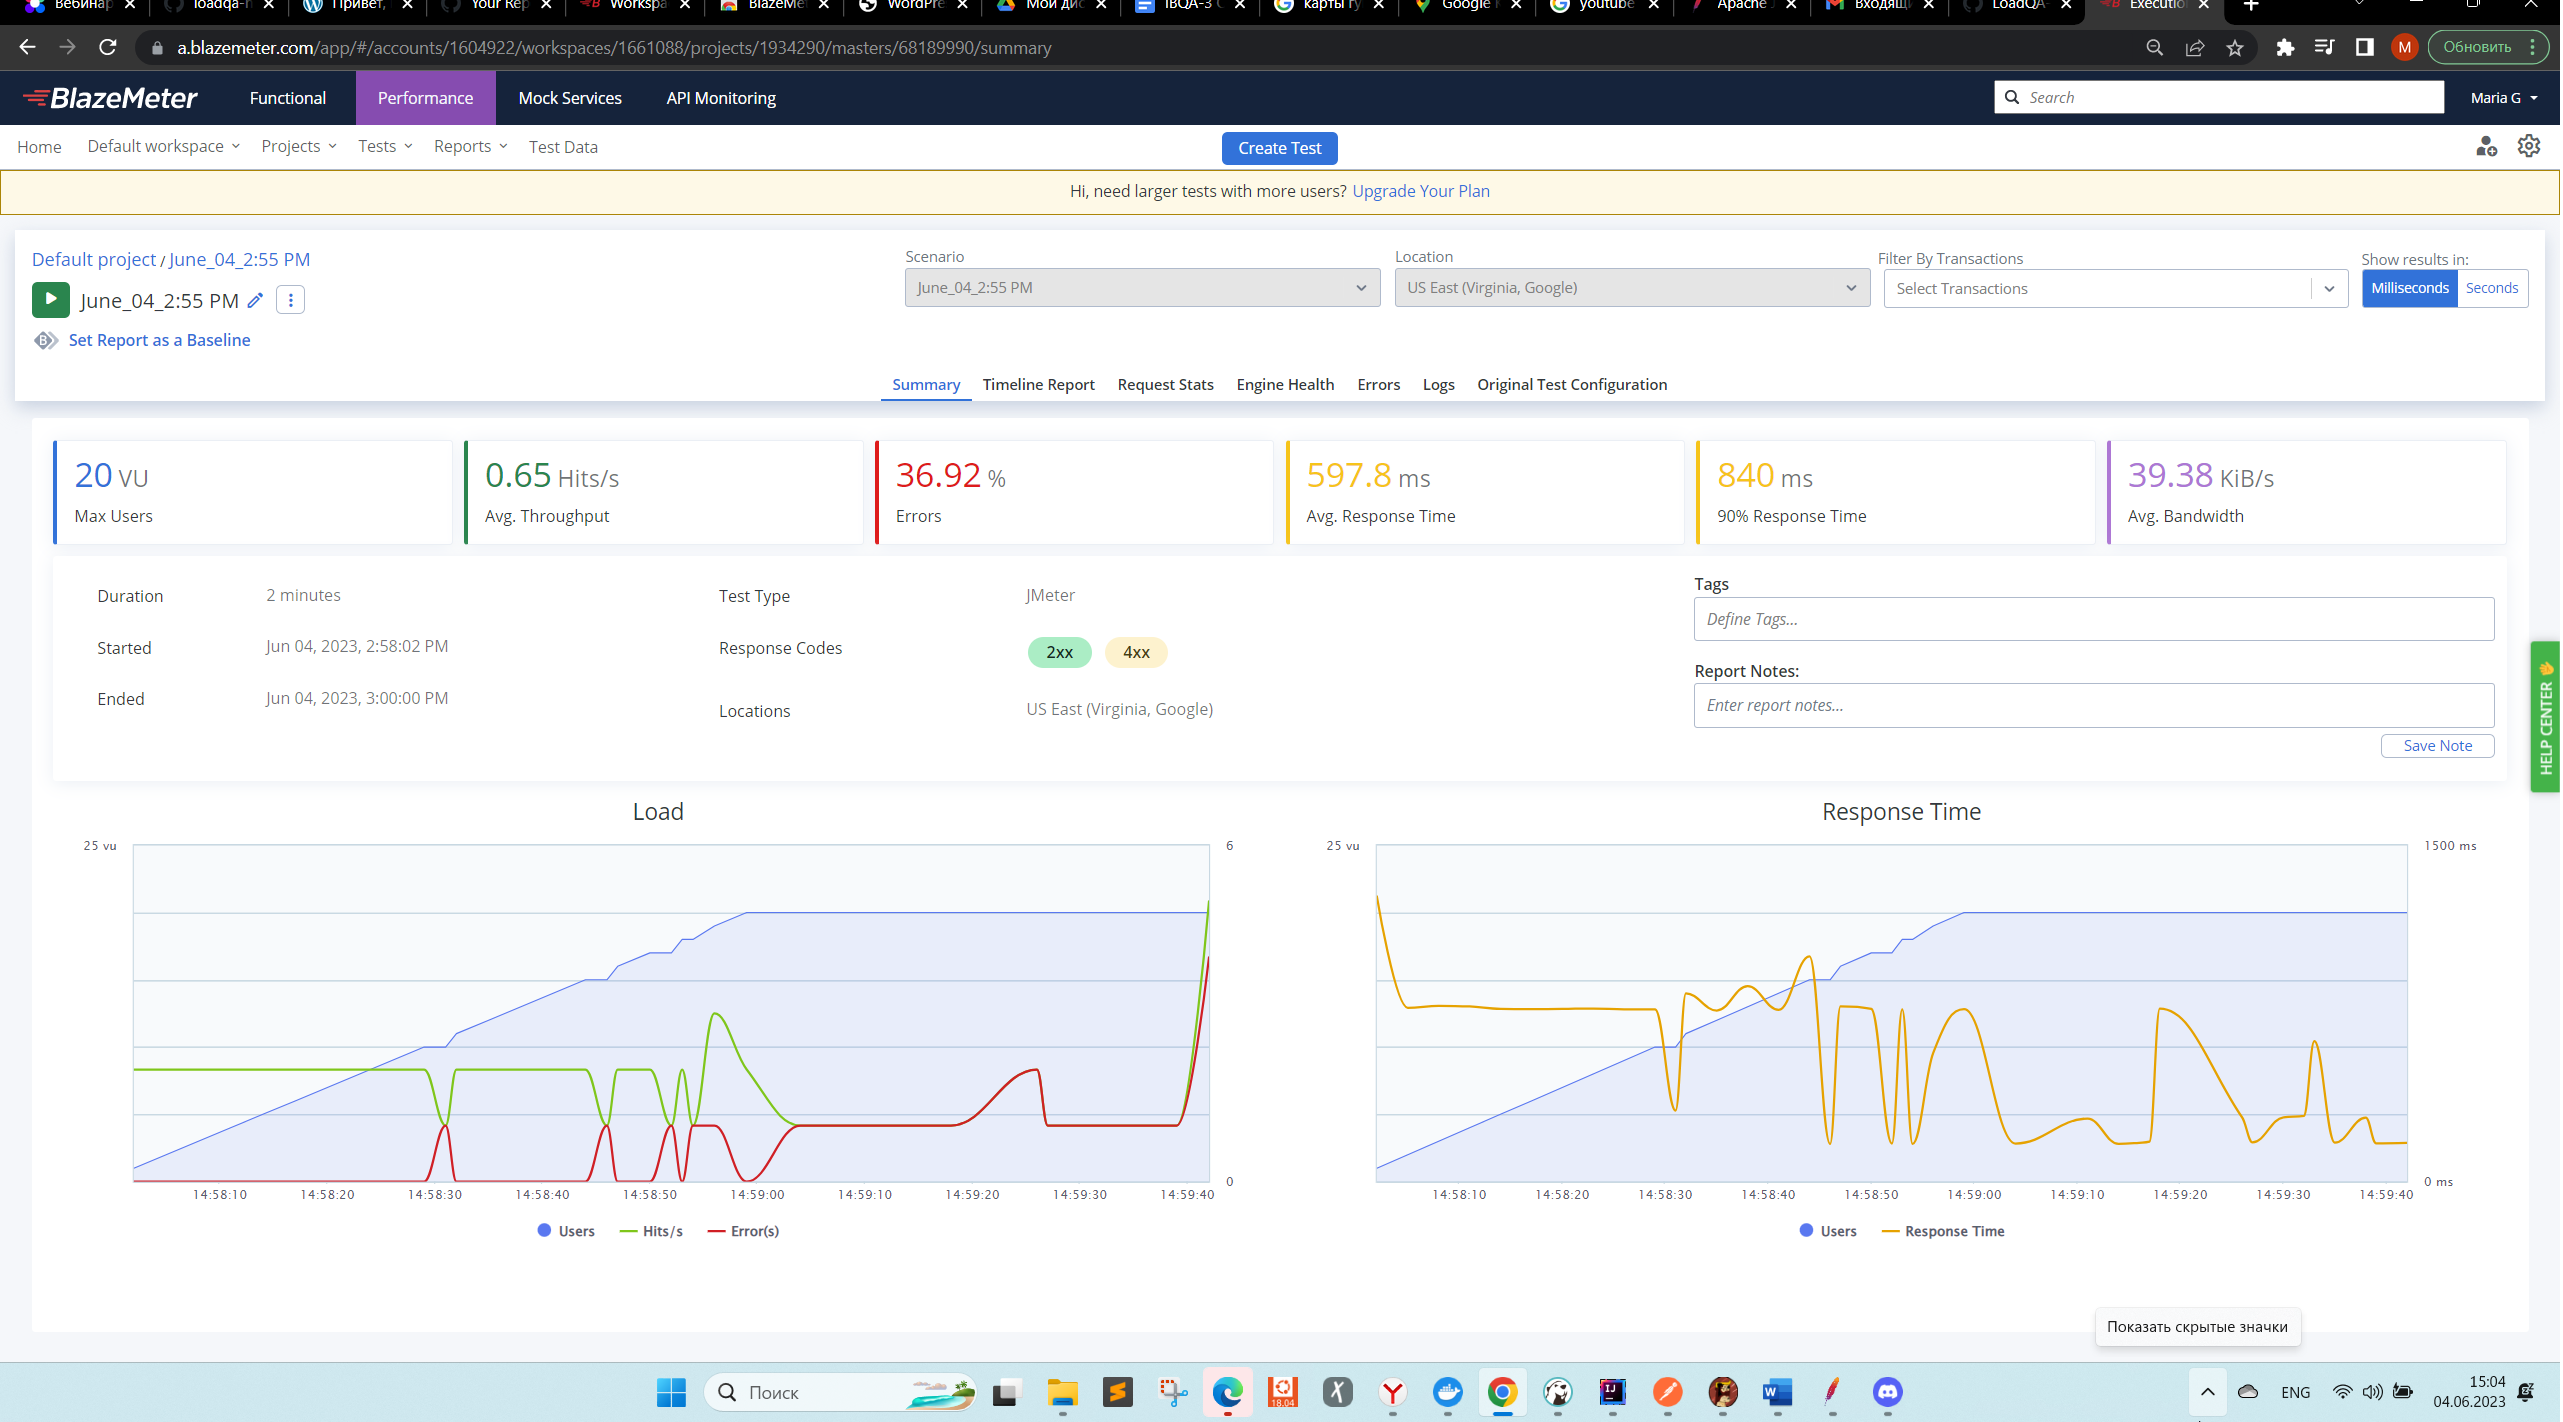 Вебинар
loadqa-r
Привет,
Your Rep
Workspa
BlazeMet
WordPre
Мой дис
IBQA-3 С
карты гу
Google
youtube
Apache J
Входящи
LoadQA-
Executio
a.blazemeter.com/app/#/accounts/1604922/workspaces/1661088/projects/1934290/masters/68189990/summary
M
Обновить
BlazeMeter
Functional
Performance
Mock Services
API Monitoring
Search
Maria G
Home
Default workspace
Projects
Tests
Reports
Test Data
Create Test
Hi, need larger tests with more users? Upgrade Your Plan
Default project / June_04_2:55 PM
June_04_2:55 PM
Set Report as a Baseline
Scenario
June_04_2:55 PM
Location
US East (Virginia, Google)
Filter By Transactions
Select Transactions
Show results in:
Milliseconds Seconds
Summary
Timeline Report
Request Stats
Engine Health
Errors
Logs
Original Test Configuration
20 VU
Max Users
0.65 Hits/s
Avg. Throughput
36.92 %
Errors
597.8 ms
Avg. Response Time
840 ms
90% Response Time
39.38 KiB/s
Avg. Bandwidth
Duration 2 minutes
Started Jun 04, 2023, 2:58:02 PM
Ended Jun 04, 2023, 3:00:00 PM
Test Type JMeter
Response Codes 2xx 4xx
Locations US East (Virginia, Google)
Tags
Define Tags...
Report Notes:
Enter report notes...
Save Note
HELP CENTER
Load
25 vu
6
0
14:58:10 14:58:20 14:58:30 14:58:40 14:58:50 14:59:00 14:59:10 14:59:20 14:59:30 14:59:40
Users Hits/s Error(s)
Response Time
25 vu
1500 ms
0 ms
14:58:10 14:58:20 14:58:30 14:58:40 14:58:50 14:59:00 14:59:10 14:59:20 14:59:30 14:59:40
Users Response Time
Показать скрытые значки
Поиск
18.04
ENG
15:04
04.06.2023